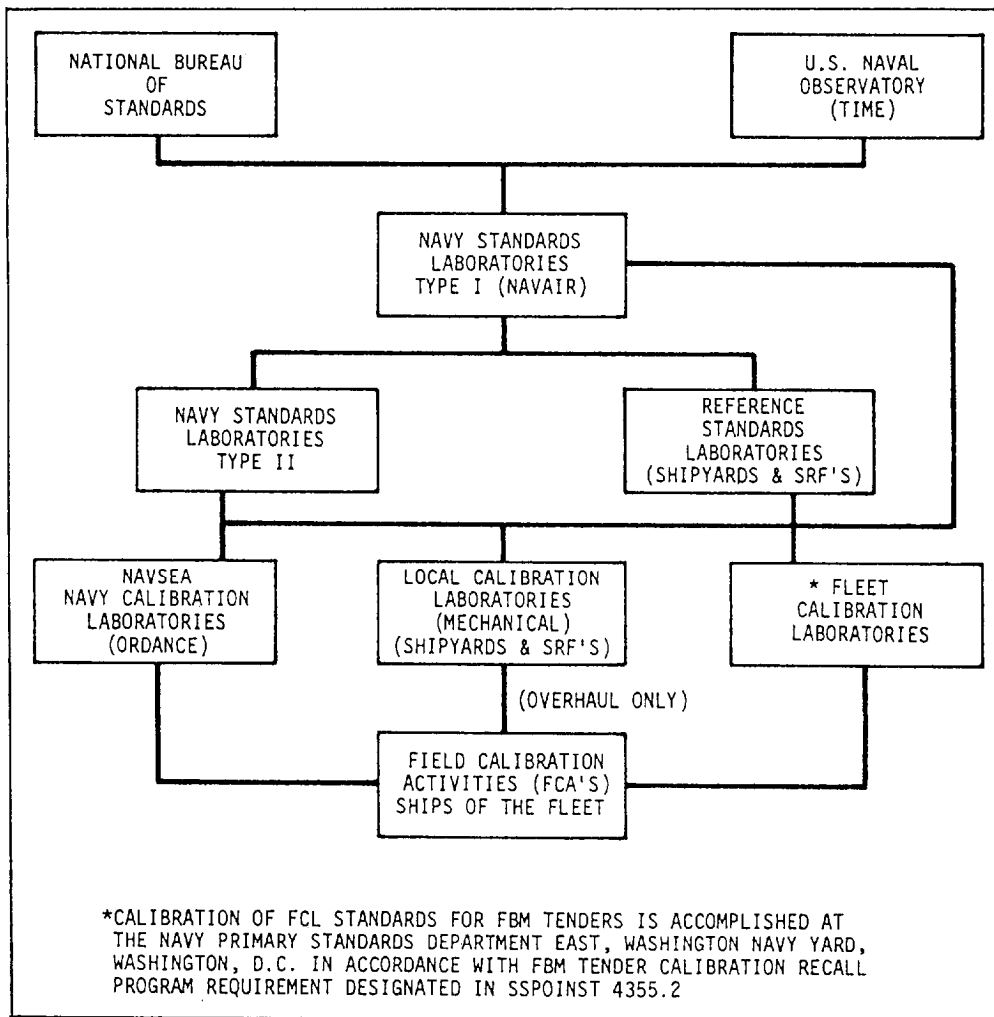 NATIONAL BUREAU
OF
STANDARDS
U.S. NAVAL
OBSERVATORY
(TIME)
NAVY STANDARDS
LABORATORIES
TYPE I (NAVAIR)
NAVY STANDARDS
LABORATORIES
TYPE II
REFERENCE
STANDARDS
LABORATORIES
(SHIPYARDS & SRF'S)
NAVSEA
NAVY CALIBRATION
LABORATORIES
(ORDANCE)
LOCAL CALIBRATION
LABORATORIES
(MECHANICAL)
(SHIPYARDS & SRF'S)
* FLEET
CALIBRATION
LABORATORIES
(OVERHAUL ONLY)
FIELD CALIBRATION
ACTIVITIES (FCA'S)
SHIPS OF THE FLEET
*CALIBRATION OF FCL STANDARDS FOR FBM TENDERS IS ACCOMPLISHED AT
THE NAVY PRIMARY STANDARDS DEPARTMENT EAST, WASHINGTON NAVY YARD,
WASHINGTON, D.C. IN ACCORDANCE WITH FBM TENDER CALIBRATION RECALL
PROGRAM REQUIREMENT DESIGNATED IN SSPOINST 4355.2